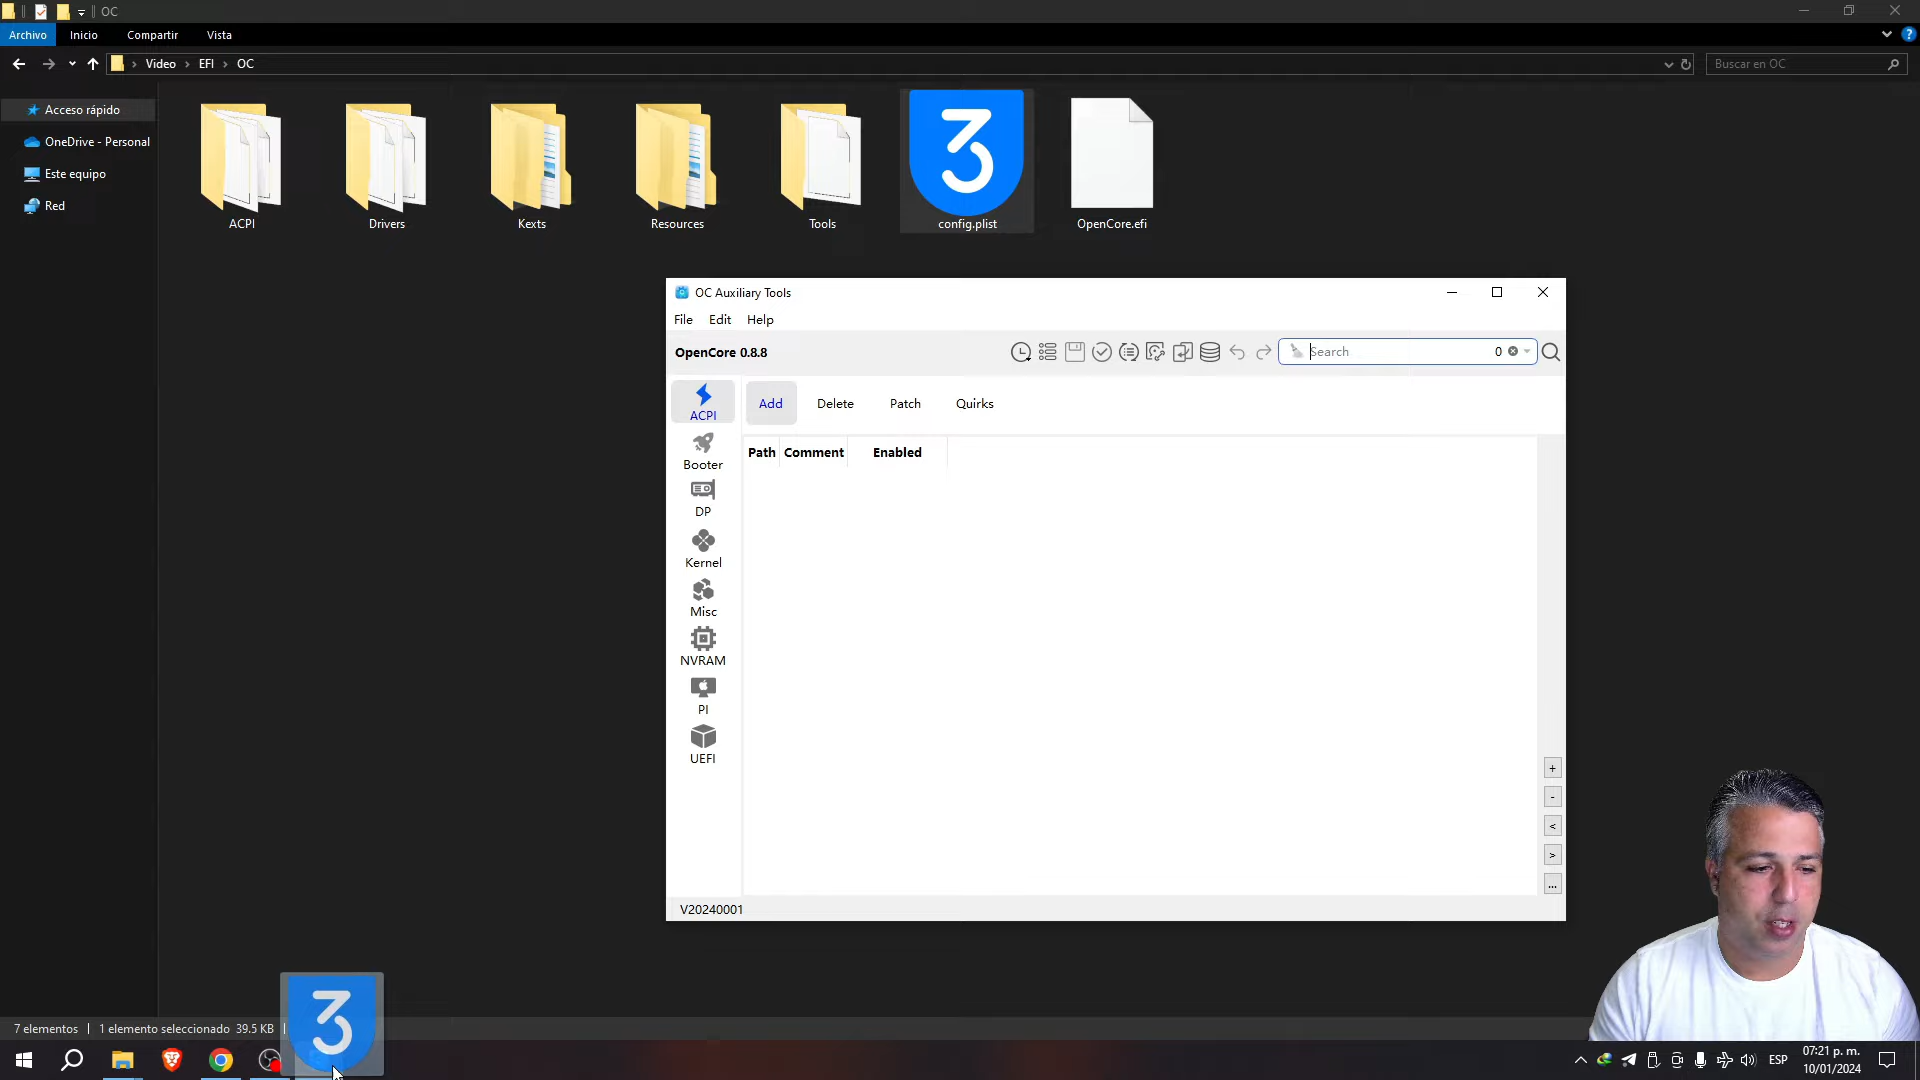 OC
Archivo Inicio Compartir Vista
Video EFI OC
Buscar en OC
Acceso rápido
OneDrive - Personal
Este equipo
Red
ACPI
Drivers
Kexts
Resources
Tools
3
config.plist
OpenCore.efi
OC Auxiliary Tools
File Edit Help
OpenCore 0.8.8
Search 0
ACPI
Booter
DP
Kernel
Misc
NVRAM
PI
UEFI
Add Delete Patch Quirks
Path Comment Enabled
+
-
<
>
...
V20240001
7 elementos 1 elemento seleccionado 39.5 KB
3
ESP
07:21 p. m.
10/01/2024